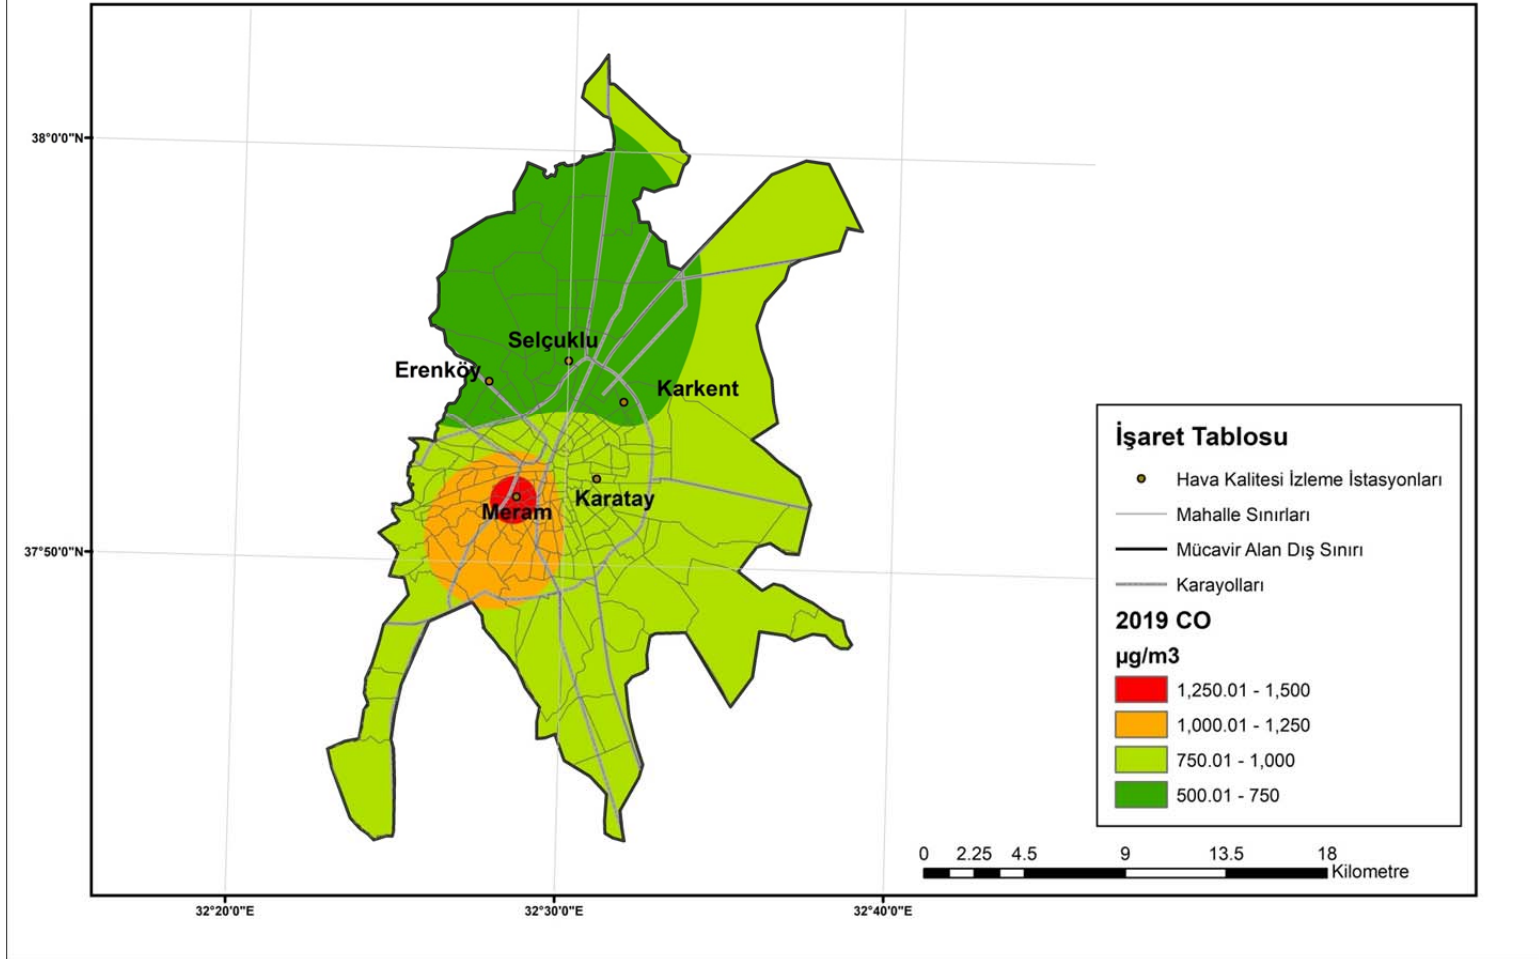 38°0'0"N
Selçuklu
Erenköy
Karkent
Karatay
Meram
37°50'0"N
İşaret Tablosu
Hava Kalitesi İzleme İstasyonları
Mahalle Sınırları
Mücavir Alan Dış Sınırı
Karayolları
2019 CO
µg/m3
1,250.01 - 1,500
1,000.01 - 1,250
750.01 - 1,000
500.01 - 750
0 2.25 4.5 9 13.5 18
Kilometre
32°20'0"E 32°30'0"E 32°40'0"E